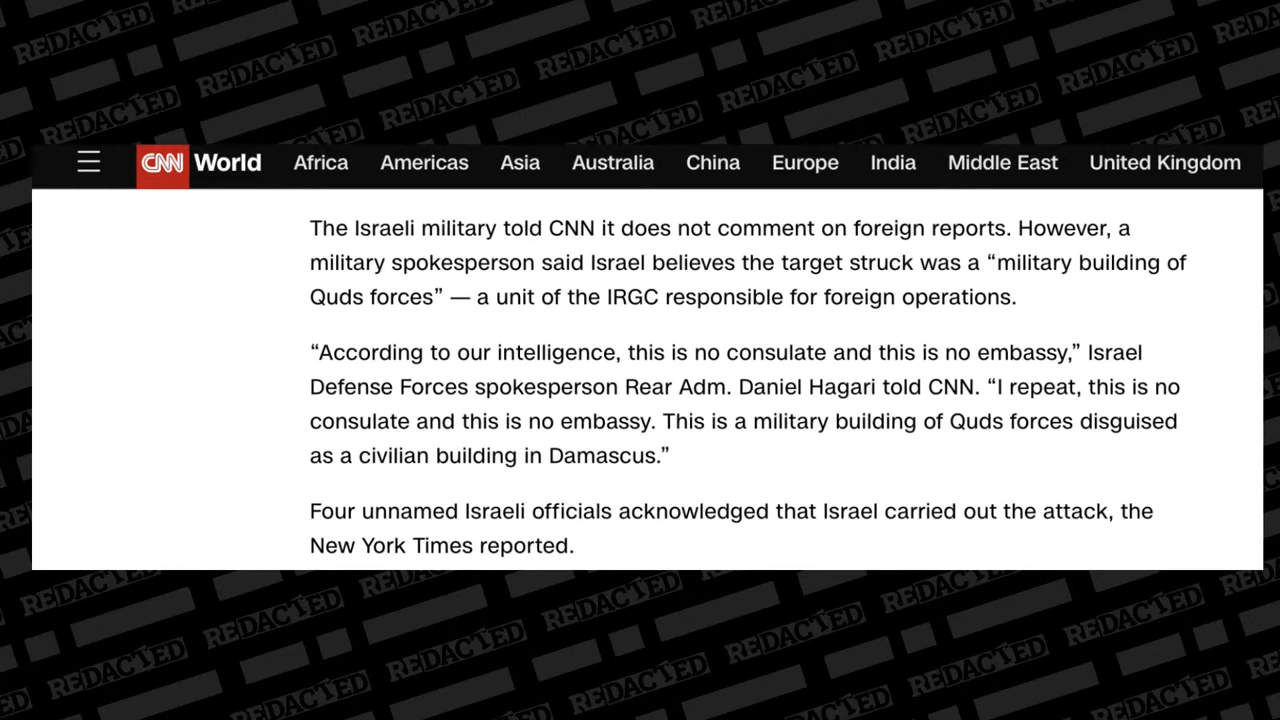 CNN World Africa Americas Asia Australia China Europe India Middle East United Kingdom
The Israeli military told CNN it does not comment on foreign reports. However, a
military spokesperson said Israel believes the target struck was a “military building of
Quds forces” — a unit of the IRGC responsible for foreign operations.
“According to our intelligence, this is no consulate and this is no embassy,” Israel
Defense Forces spokesperson Rear Adm. Daniel Hagari told CNN. “I repeat, this is no
consulate and this is no embassy. This is a military building of Quds forces disguised
as a civilian building in Damascus.”
Four unnamed Israeli officials acknowledged that Israel carried out the attack, the
New York Times reported.
REDACTED